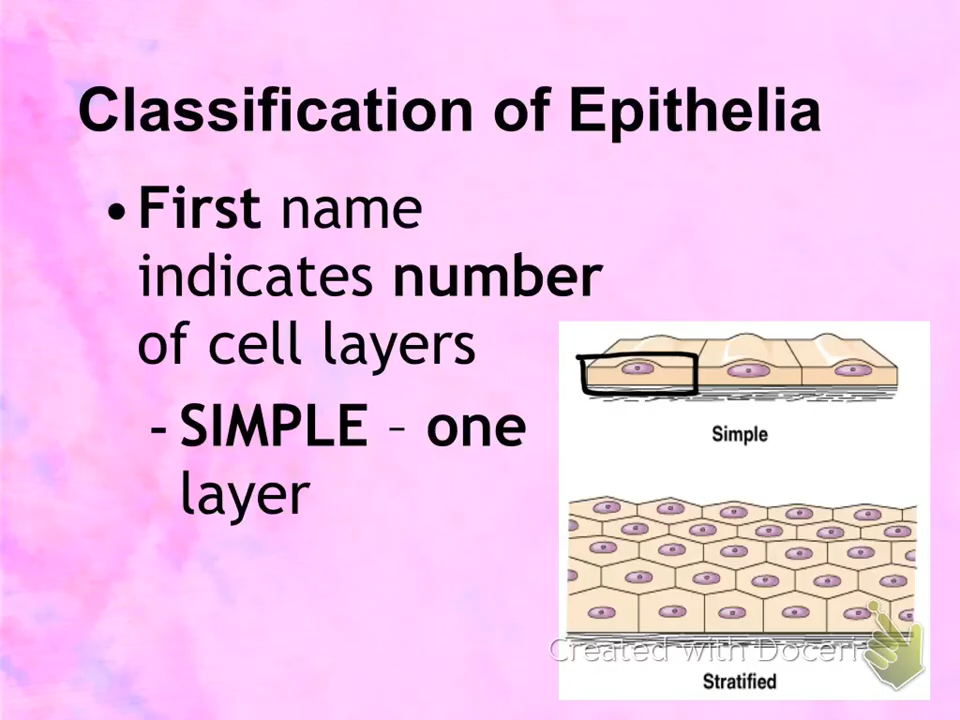 Classification of Epithelia
• First name
indicates number
of cell layers
- SIMPLE – one
layer
Simple
Created with Doceri
Stratified